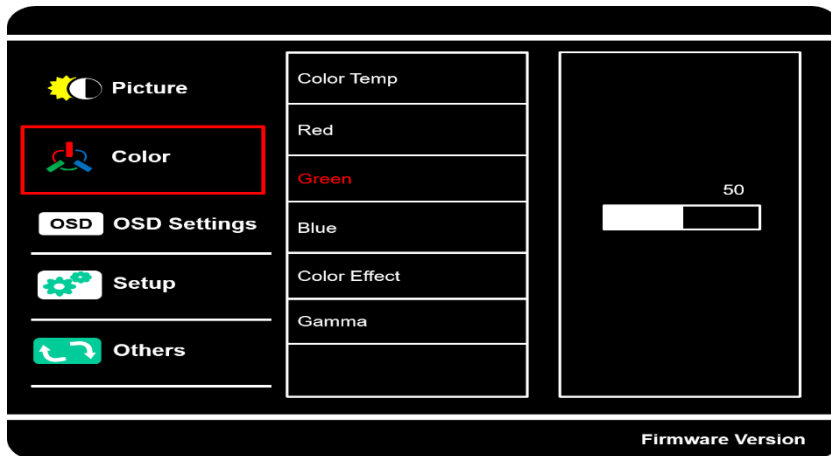 Picture
Color
OSD OSD Settings
Setup
Others
Color Temp
Red
Green
Blue
Color Effect
Gamma
50
Firmware Version